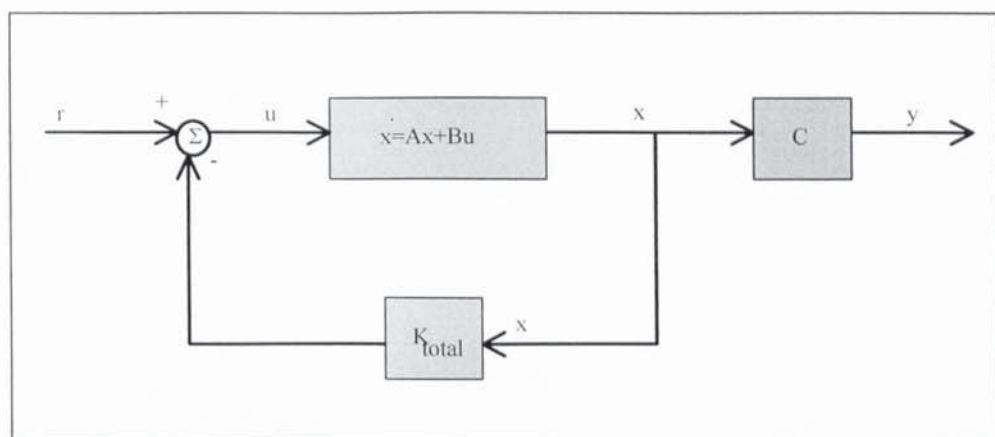 r
+
Σ
-
u
ẋ=Ax+Bu
x
C
y
K
total
x